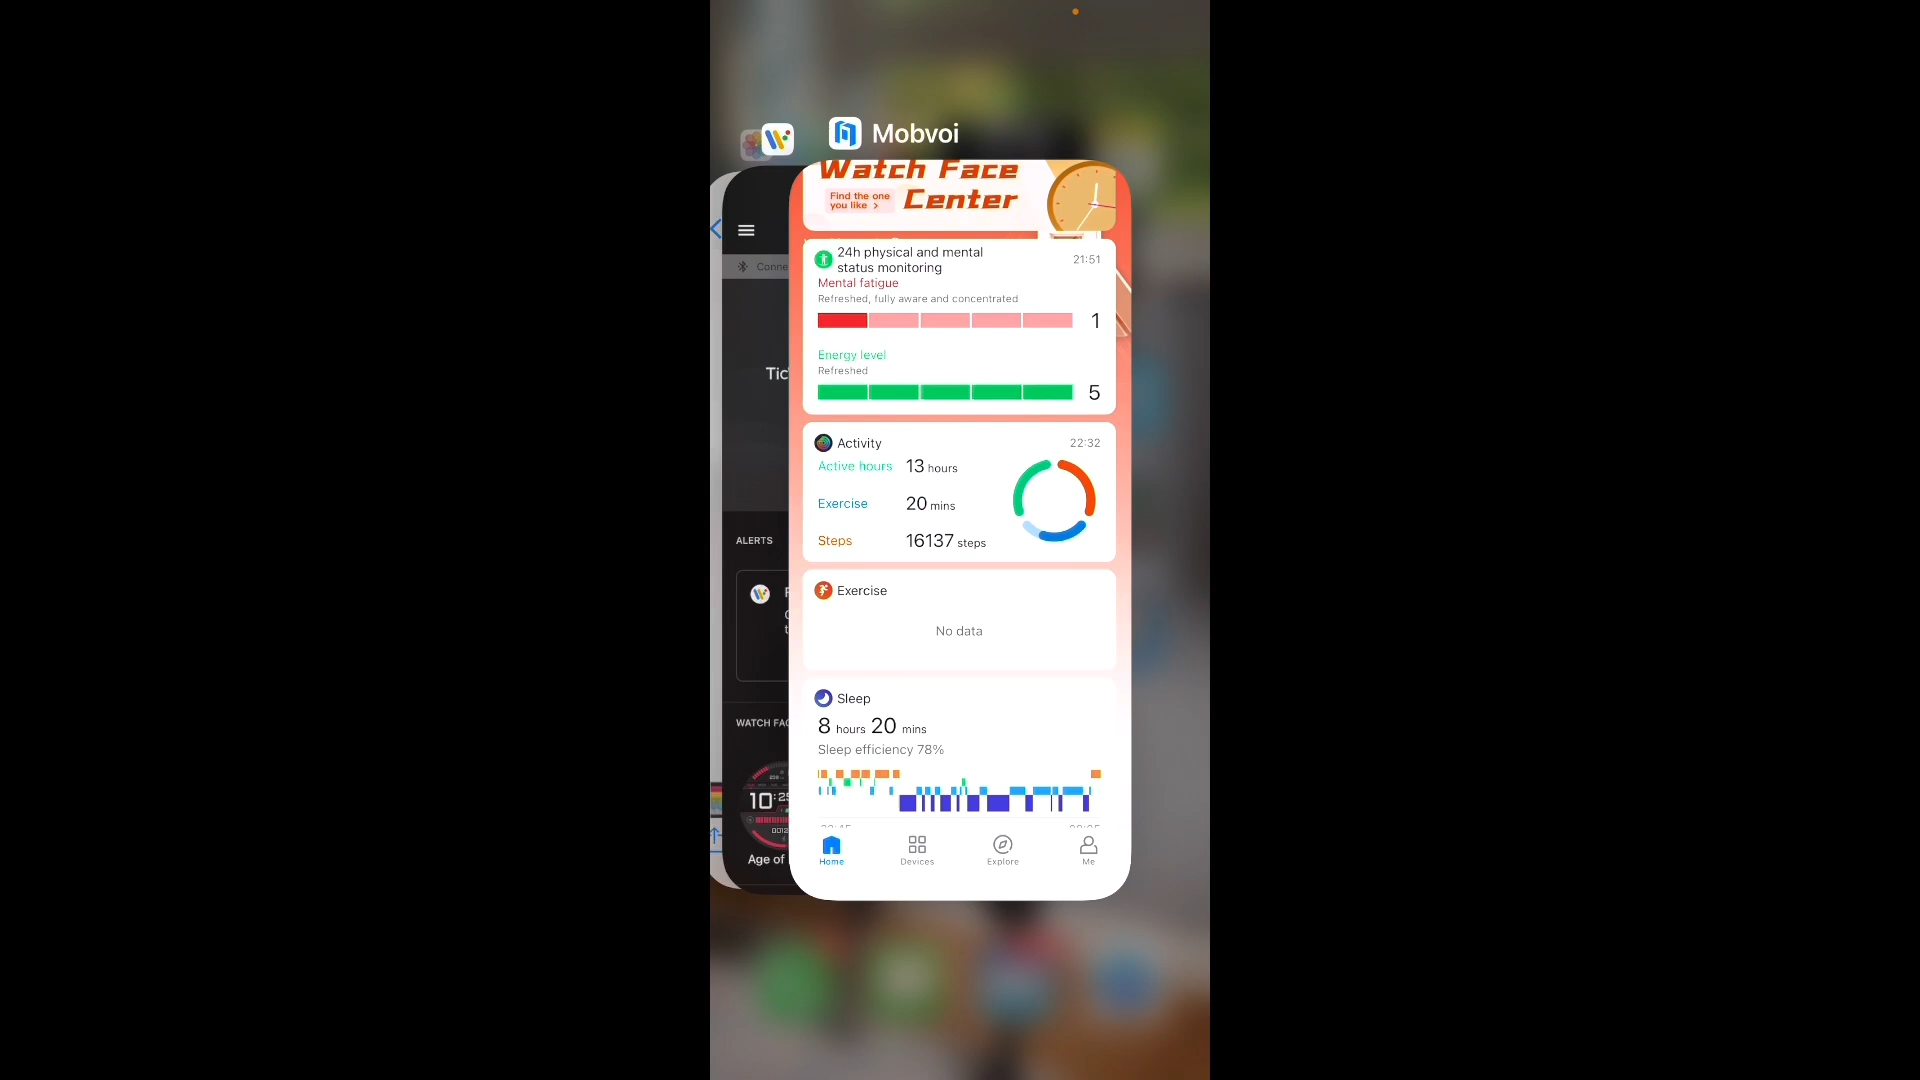 Mobvoi
Watch Face
Find the one
you like >
Center
24h physical and mental
status monitoring
21:51
Mental fatigue
Refreshed, fully aware and concentrated
1
Energy level
Refreshed
5
Activity
22:32
Active hours 13 hours
Exercise 20 mins
Steps 16137 steps
Exercise
No data
Sleep
8 hours 20 mins
Sleep efficiency 78%
Home
Devices
Explore
Me
Conne
Tic
ALERTS
WATCH FAC
10:25
Age of